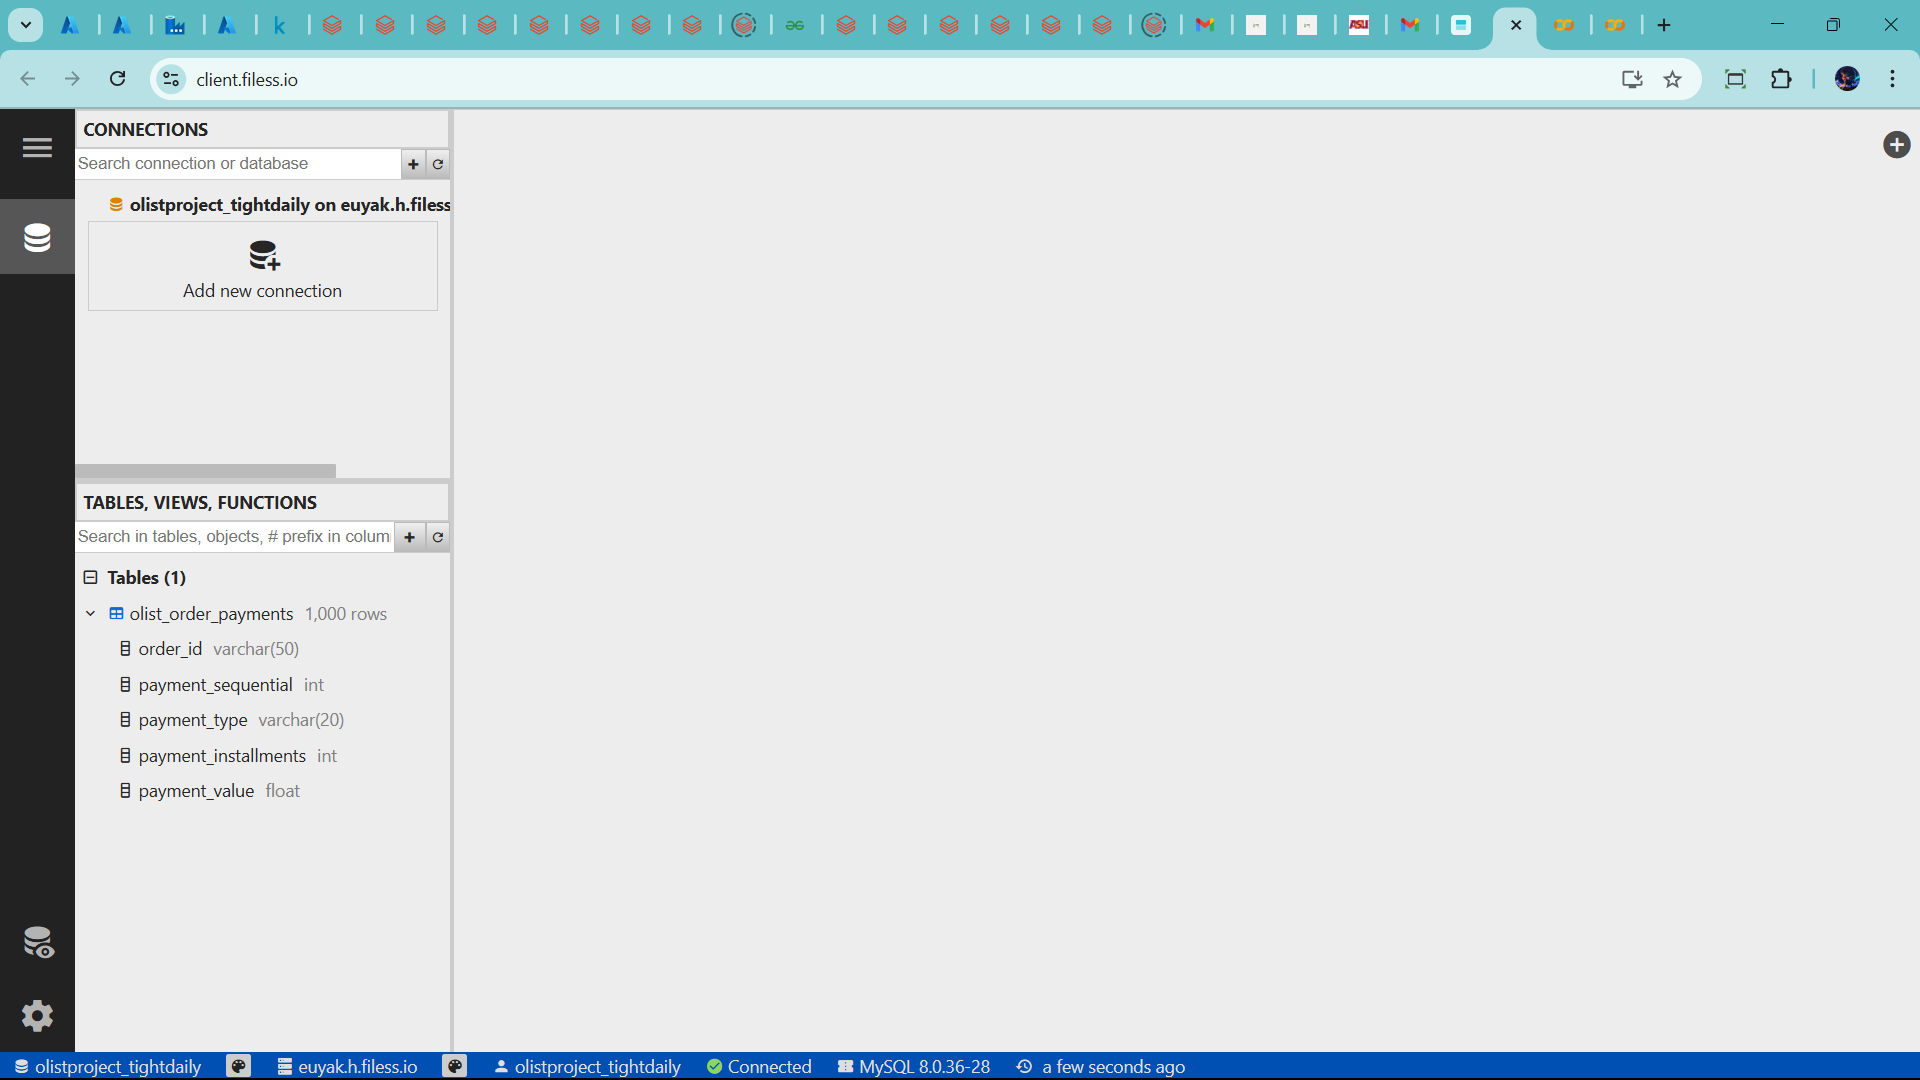 k
ASU
client.filess.io
CONNECTIONS
Search connection or database
olistproject_tightdaily on euyak.h.filess
Add new connection
TABLES, VIEWS, FUNCTIONS
Search in tables, objects, # prefix in colum
Tables (1)
olist_order_payments 1,000 rows
order_id varchar(50)
payment_sequential int
payment_type varchar(20)
payment_installments int
payment_value float
olistproject_tightdaily euyak.h.filess.io olistproject_tightdaily Connected MySQL 8.0.36-28 a few seconds ago